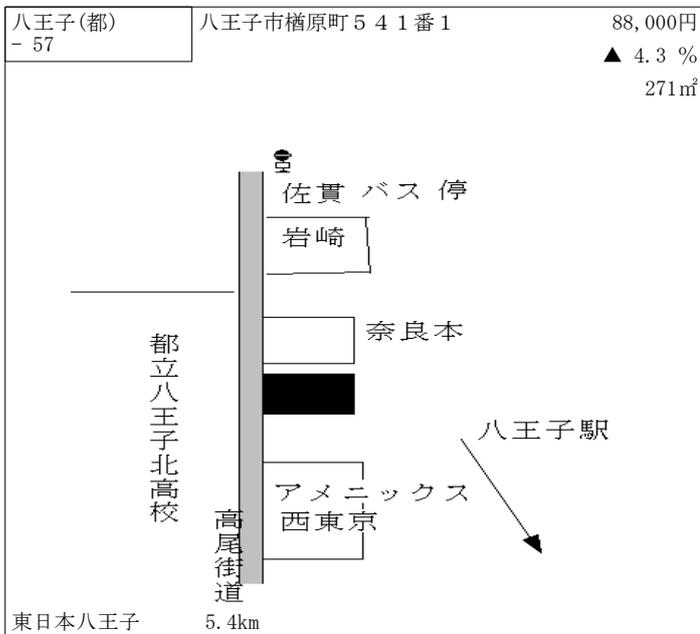 八王子(都)
- 57
八王子市楢原町５４１番1
88,000円
▲ 4.3 %
271㎡
佐貫 バス 停
岩崎
奈良本
都立八王子北高校
八王子駅
アメニックス
西東京
高尾街道
東日本八王子 5.4km